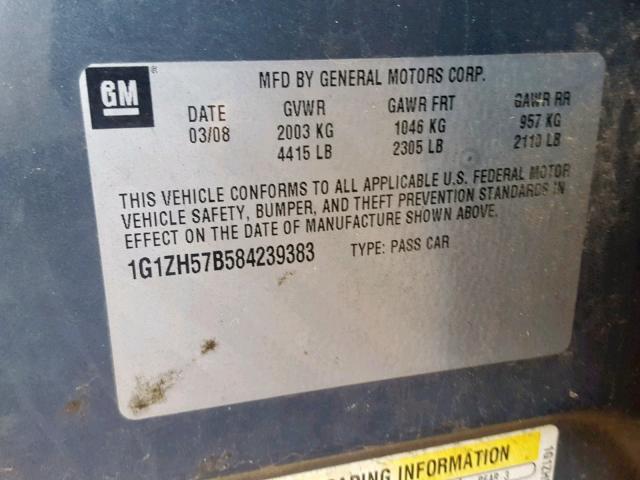 GM
MFD BY GENERAL MOTORS CORP.
DATE GVWR GAWR FRT GAWR RR
03/08 2003 KG 1046 KG 957 KG
4415 LB 2305 LB 2110 LB
THIS VEHICLE CONFORMS TO ALL APPLICABLE U.S. FEDERAL MOTOR
VEHICLE SAFETY, BUMPER, AND THEFT PREVENTION STANDARDS IN
EFFECT ON THE DATE OF MANUFACTURE SHOWN ABOVE.
1G1ZH57B584239383 TYPE: PASS CAR
INFORMATION
REAR 3